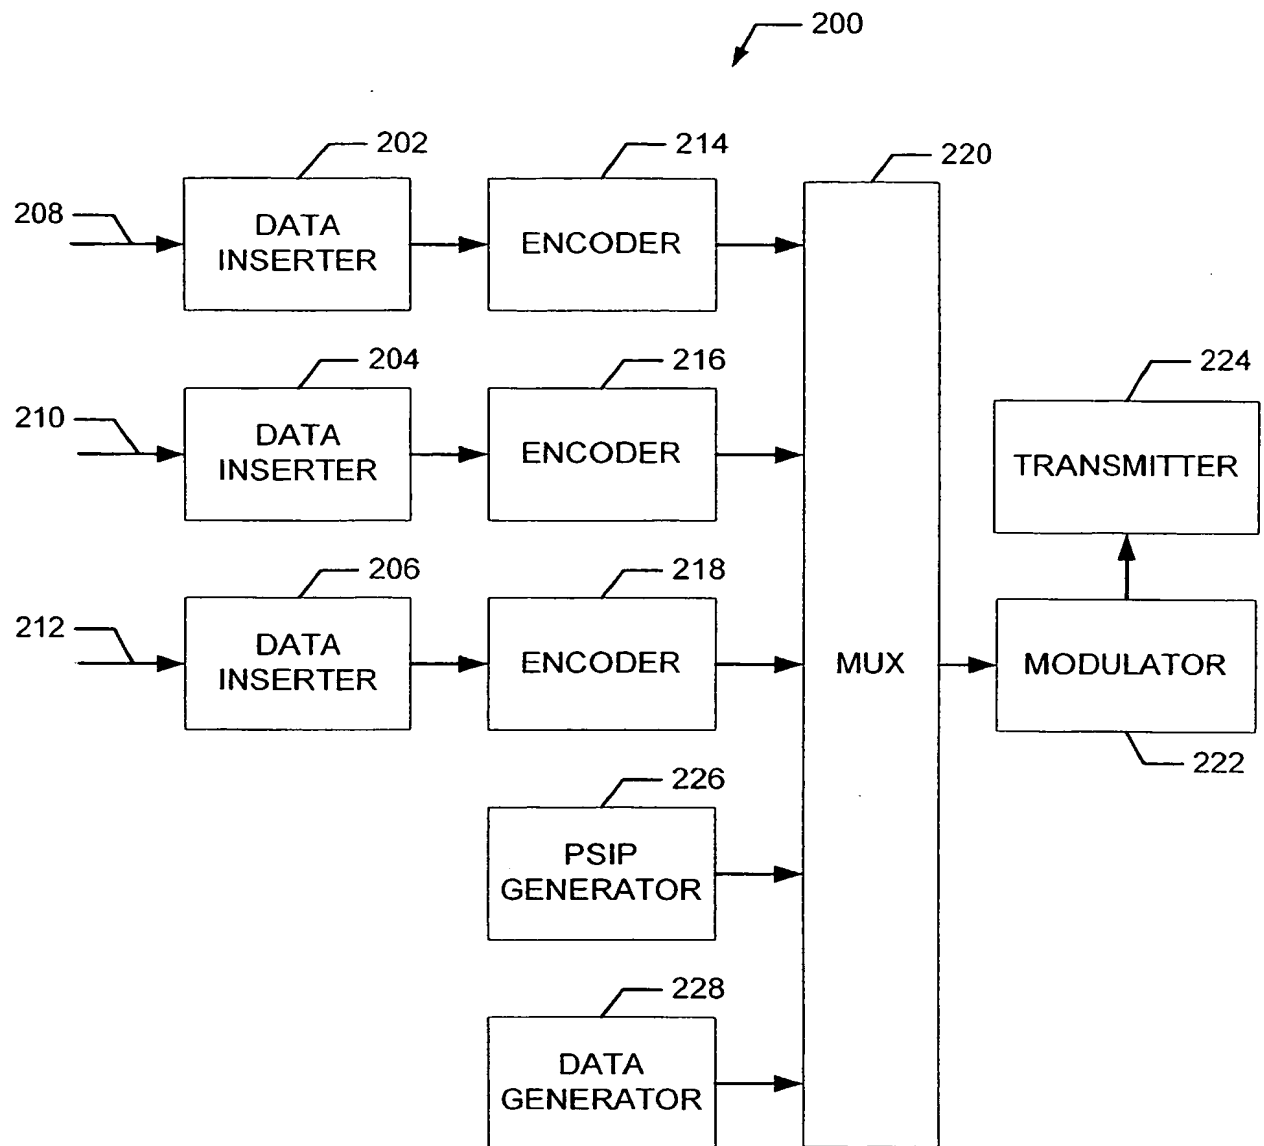 200
202
214
220
208
DATA
INSERTER
ENCODER
204
216
224
210
DATA
INSERTER
ENCODER
TRANSMITTER
206
218
212
DATA
INSERTER
ENCODER
MUX
MODULATOR
222
226
PSIP
GENERATOR
228
DATA
GENERATOR